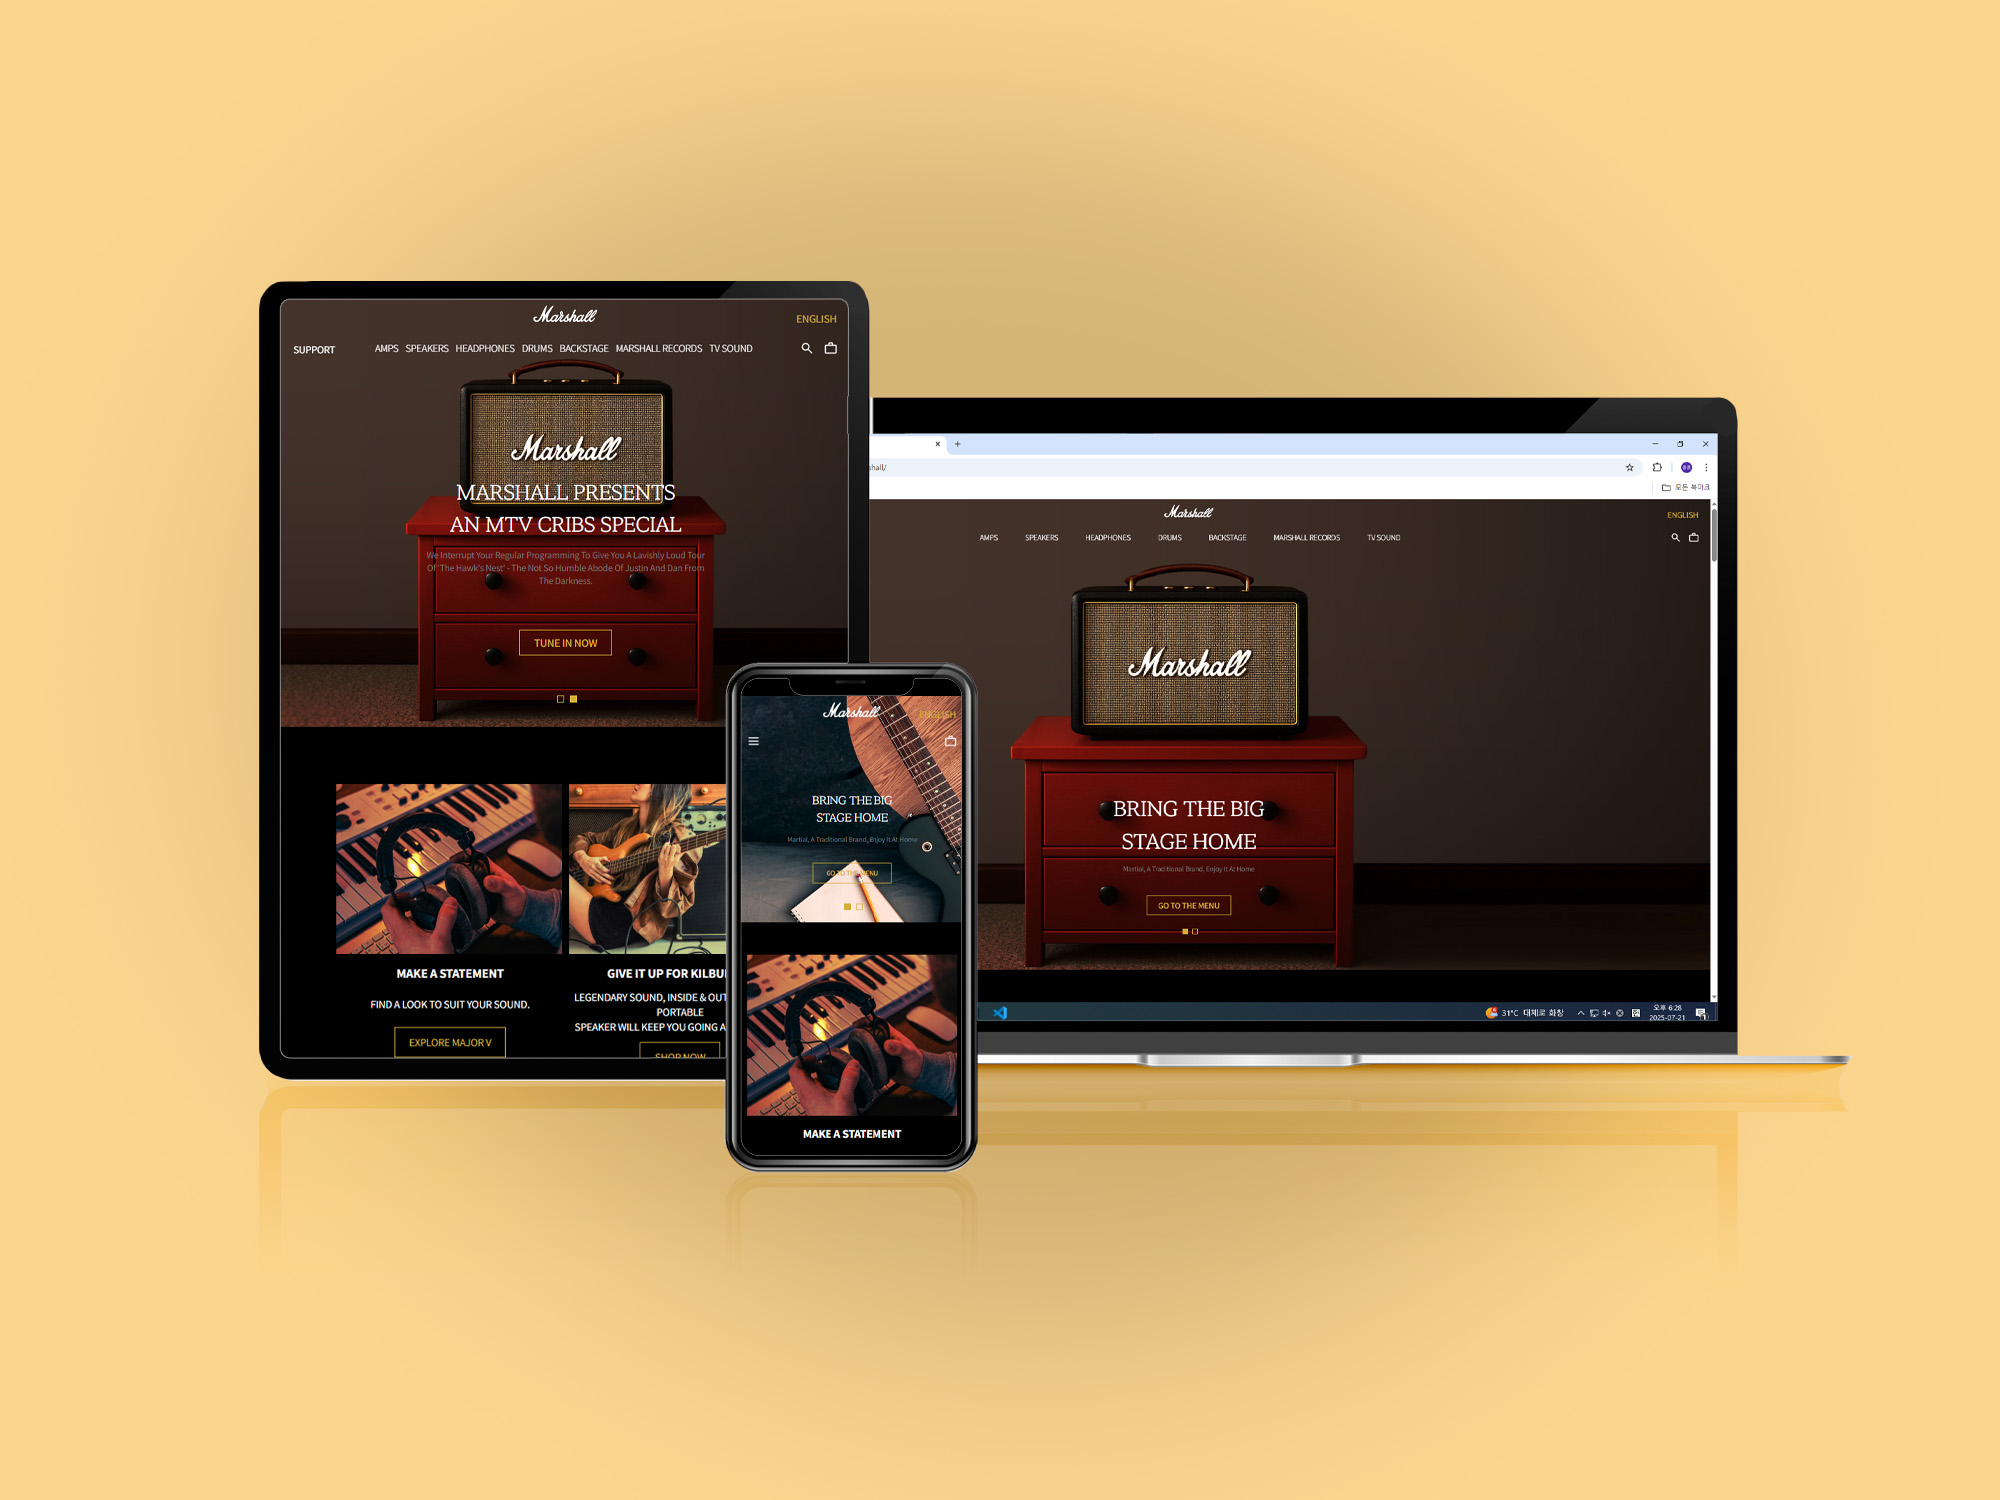 Marshall
ENGLISH
SUPPORT
AMPS SPEAKERS HEADPHONES DRUMS BACKSTAGE MARSHALL RECORDS TV SOUND
Marshall
MARSHALL PRESENTS
AN MTV CRIBS SPECIAL
We Interrupt Your Regular Programming To Give You A Lavishly Loud Tour
Of 'The Hawk's Nest' - The Not So Humble Abode Of Justin And Dan From
The Darkness.
TUNE IN NOW
MAKE A STATEMENT
FIND A LOOK TO SUIT YOUR SOUND.
EXPLORE MAJOR V
GIVE IT UP FOR KILBU
LEGENDARY SOUND, INSIDE & OUT
PORTABLE
SPEAKER WILL KEEP YOU GOING A
SHOP NOW
Marshall
ENGLISH
BRING THE BIG
STAGE HOME
Martial, A Traditional Brand, Enjoy It At Home
GO TO THE MENU
MAKE A STATEMENT
shall/
모든 북마크
Marshall
ENGLISH
AMPS SPEAKERS HEADPHONES DRUMS BACKSTAGE MARSHALL RECORDS TV SOUND
Marshall
BRING THE BIG
STAGE HOME
Martial, A Traditional Brand, Enjoy It At Home
GO TO THE MENU
31°C 대체로 화창
오후 6:28
2025-07-21